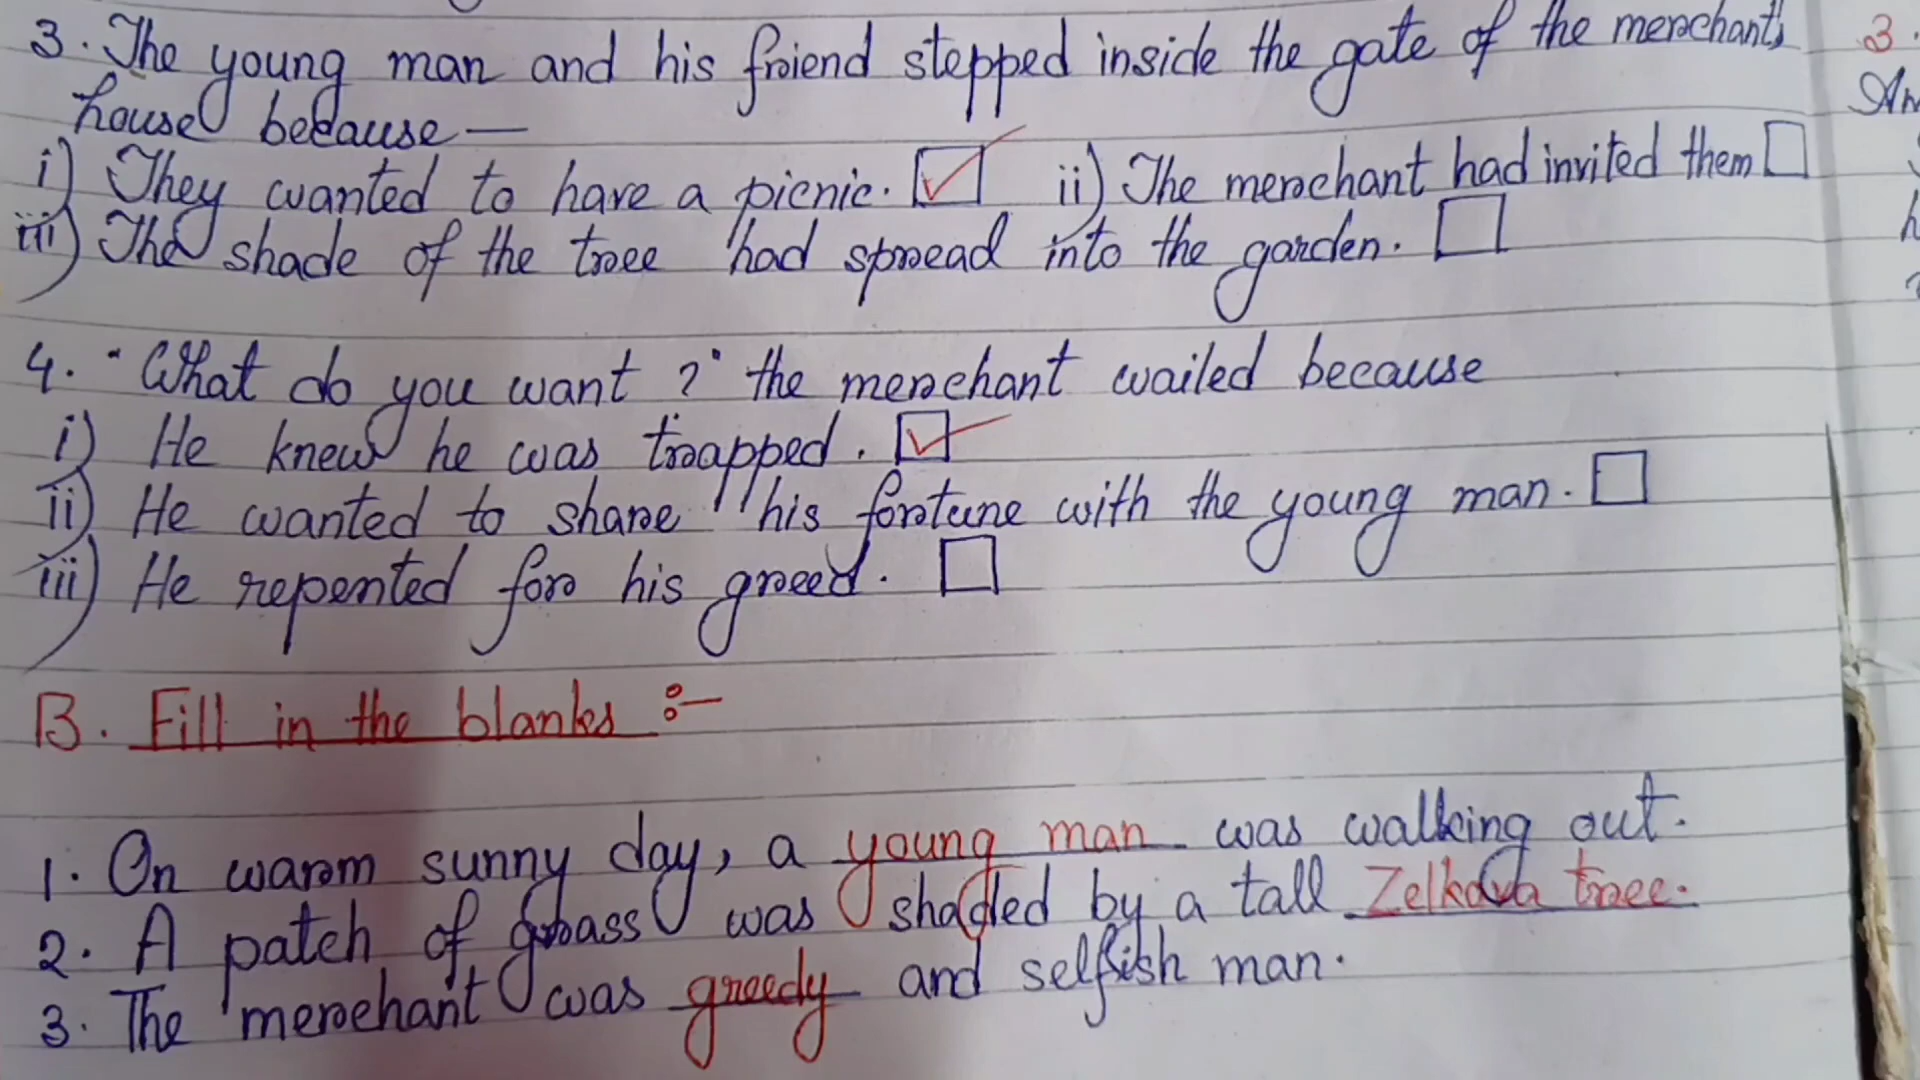 3. The young man and his friend stepped inside the gate of the merchants
house because —
i) They wanted to have a picnic. ii) The merchant had invited them
iii) The shade of the tree had spread into the garden.
4. "What do you want ?" the merchant wailed because
i) He knew he was trapped.
ii) He wanted to share his fortune with the young man.
iii) He repented for his greed.
B. Fill in the blanks :-
1. On warm sunny day, a young man was walking out.
2. A patch of grass was shaded by a tall Zelkova tree.
3. The merchant was greedy and selfish man.
3.